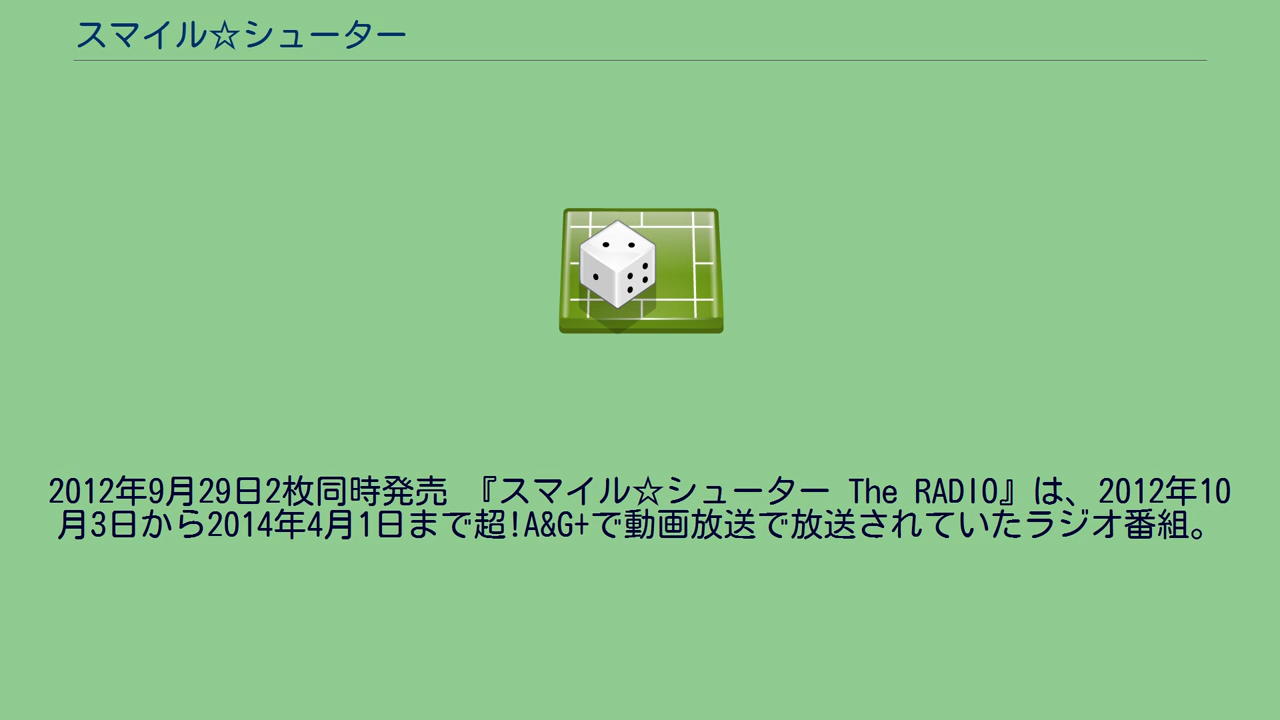 スマイル☆シューター
2012年9月29日2枚同時発売 『スマイル☆シューター The RADIO』は、2012年10
月3日から2014年4月1日まで超!A&G+で動画放送で放送されていたラジオ番組。